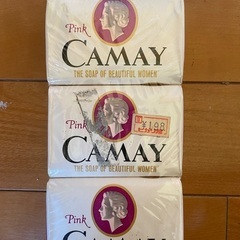 Pink
CAMAY
THE SOAP OF BEAUTIFUL WOMEN
Pink
CAMAY
THE SOAP OF BEAUTIFUL WOMEN
¥198
Pink